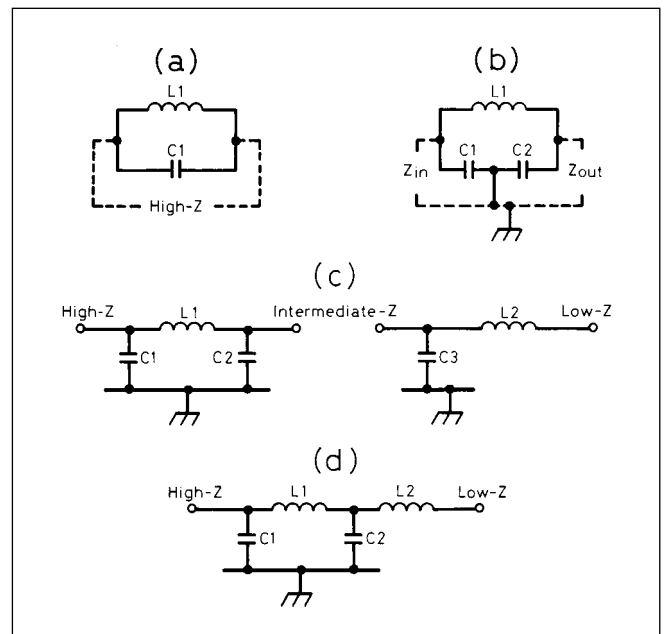 (a) (b)
L1 L1
C1 C1 C2
Zin Zout
High-Z
(c)
High-Z L1 Intermediate-Z L2 Low-Z
C1 C2 C3
(d)
High-Z L1 L2 Low-Z
C1 C2